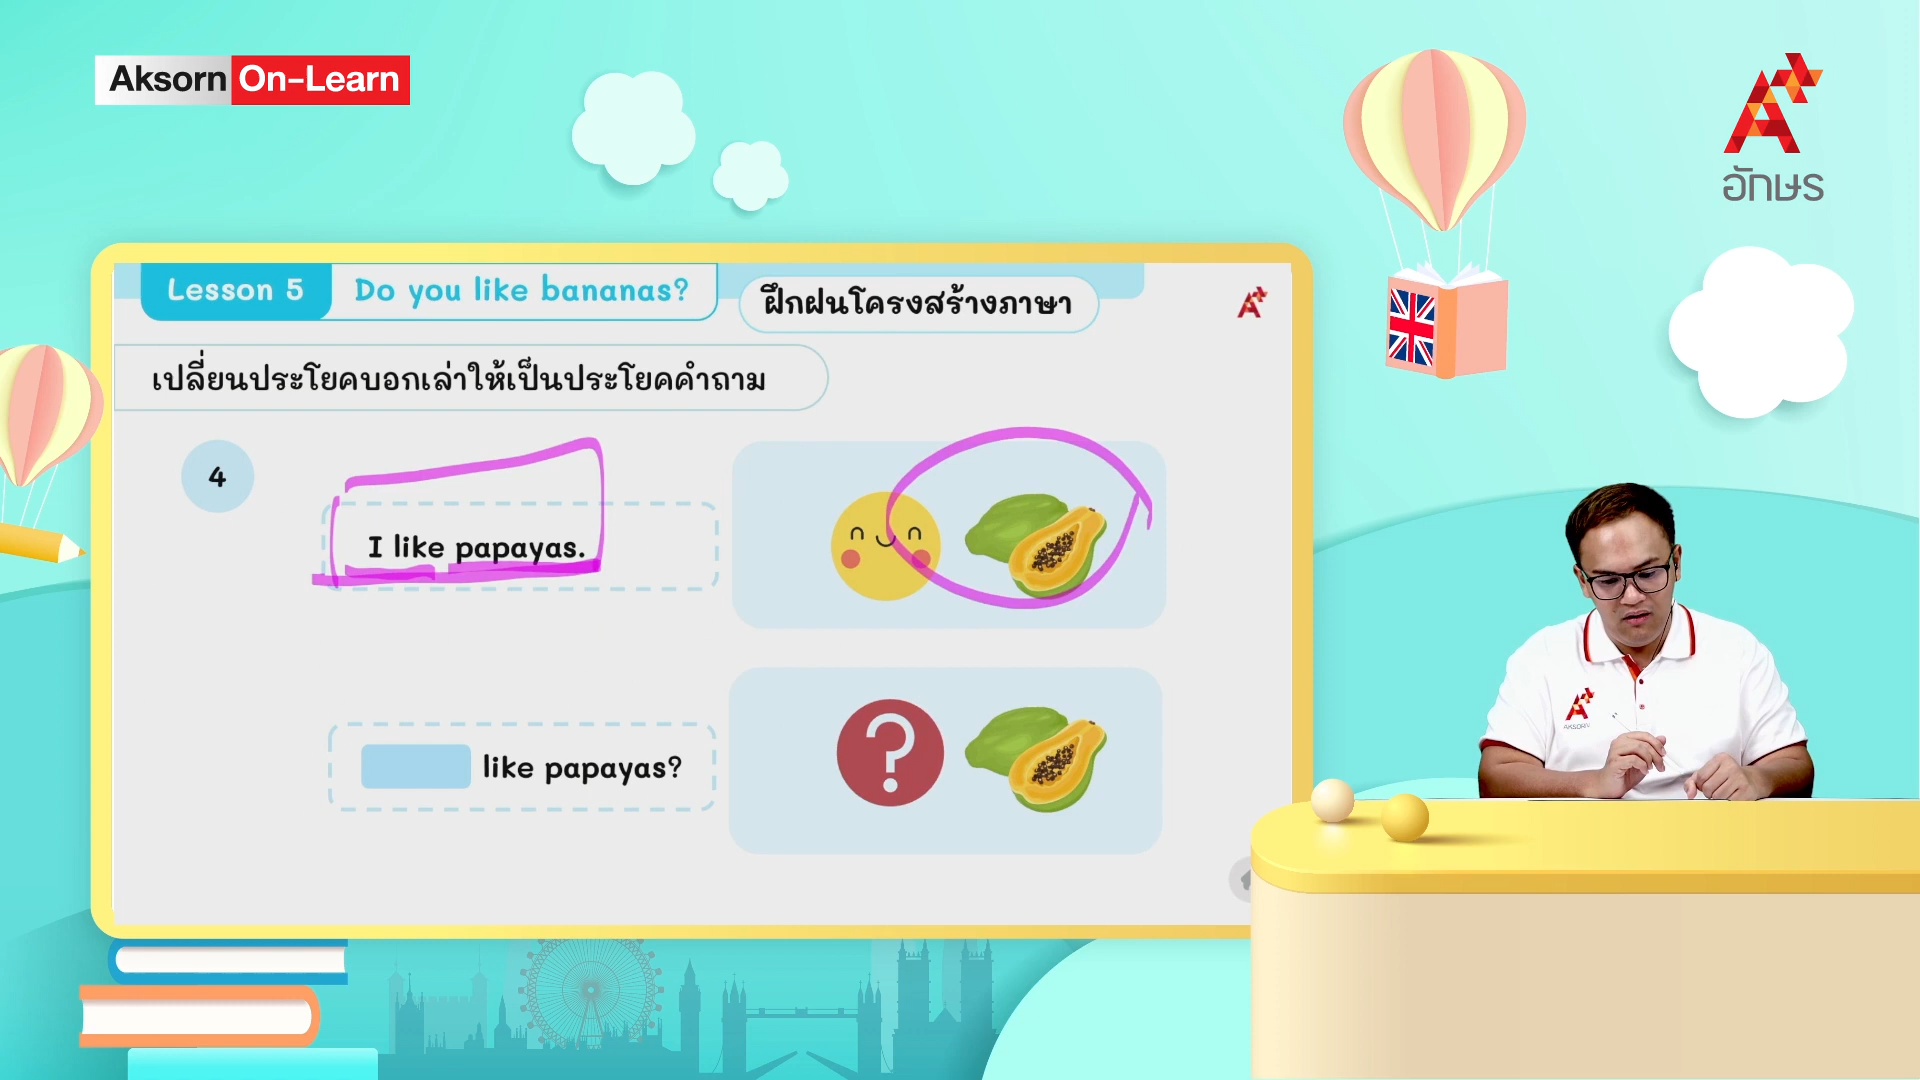 Aksorn On-Learn
อักษร
Lesson 5 Do you like bananas?
ฝึกฝนโครงสร้างภาษา
เปลี่ยนประโยคบอกเล่าให้เป็นประโยคคำถาม
4
I like papayas.
?
like papayas?
AKSORN